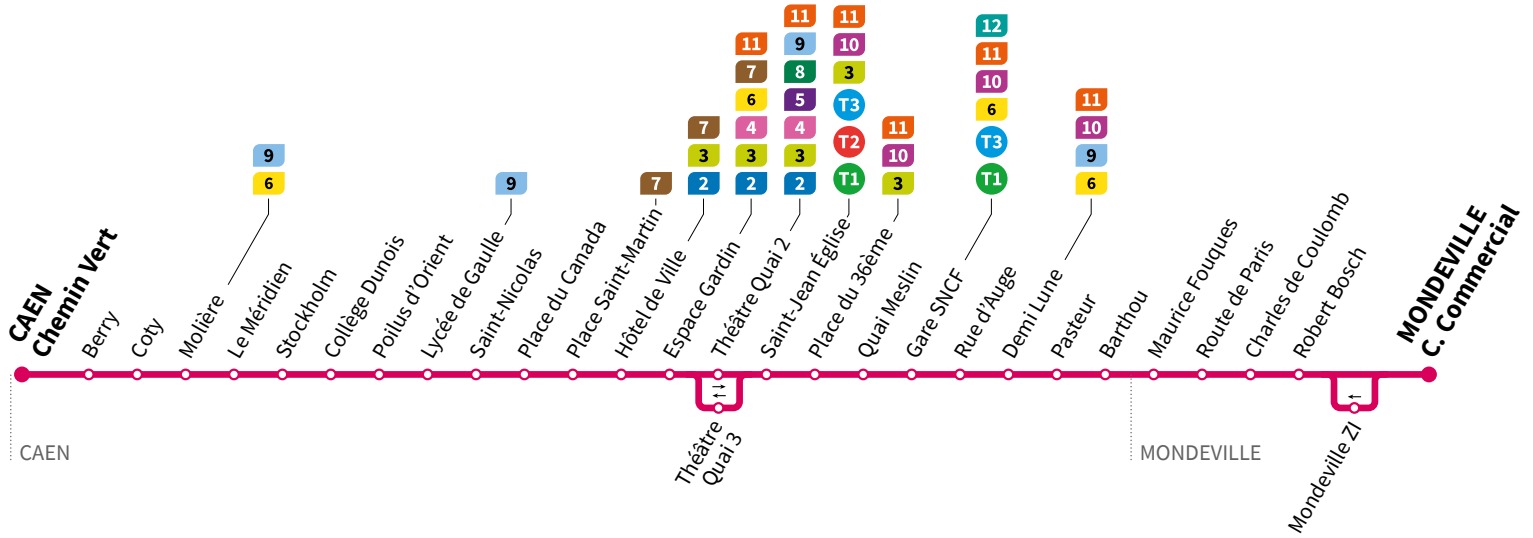 11
9
8
5
4
3
2
11
10
3
T3
T2
T1
12
11
10
6
T3
T1
11
7
6
4
3
2
7
3
2
11
10
3
11
10
9
6
9
6
9
7
CAEN
Chemin Vert
Berry
Coty
Molière
Le Méridien
Stockholm
Collège Dunois
Poilus d'Orient
Lycée de Gaulle
Saint-Nicolas
Place du Canada
Place Saint-Martin
Hôtel de Ville
Espace Gardin
Théâtre Quai 2
Saint-Jean Église
Place du 36ème
Quai Meslin
Gare SNCF
Rue d'Auge
Demi Lune
Pasteur
Barthou
Maurice Fouques
Route de Paris
Charles de Coulomb
Robert Bosch
MONDEVILLE
C. Commercial
Théâtre
Quai 3
Mondeville ZI
CAEN
MONDEVILLE